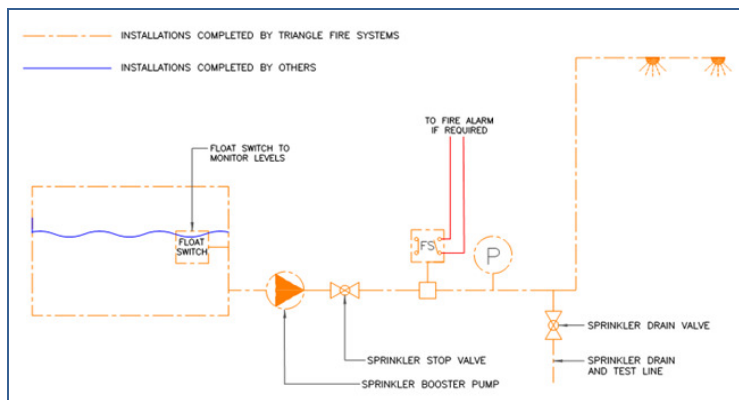 INSTALLATIONS COMPLETED BY TRIANGLE FIRE SYSTEMS
INSTALLATIONS COMPLETED BY OTHERS
TO FIRE ALARM
IF REQUIRED
FLOAT SWITCH TO
MONITOR LEVELS
FLOAT
SWITCH
FS
P
SPRINKLER DRAIN VALVE
SPRINKLER STOP VALVE
SPRINKLER DRAIN
AND TEST LINE
SPRINKLER BOOSTER PUMP